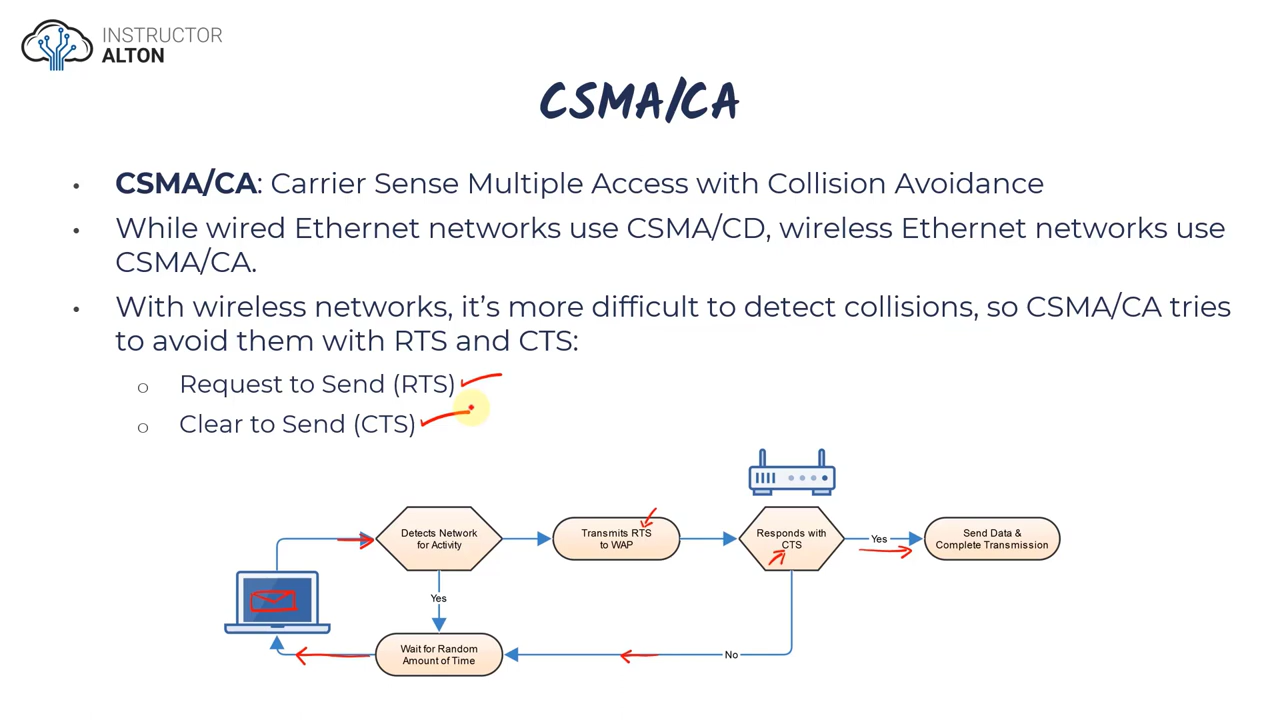 INSTRUCTOR
ALTON
CSMA/CA
• CSMA/CA: Carrier Sense Multiple Access with Collision Avoidance
• While wired Ethernet networks use CSMA/CD, wireless Ethernet networks use
CSMA/CA.
• With wireless networks, it’s more difficult to detect collisions, so CSMA/CA tries
to avoid them with RTS and CTS:
o Request to Send (RTS)
o Clear to Send (CTS)
Detects Network
for Activity
Transmits RTS
to WAP
Responds with
CTS
Yes
Send Data &
Complete Transmission
Yes
Wait for Random
Amount of Time
No